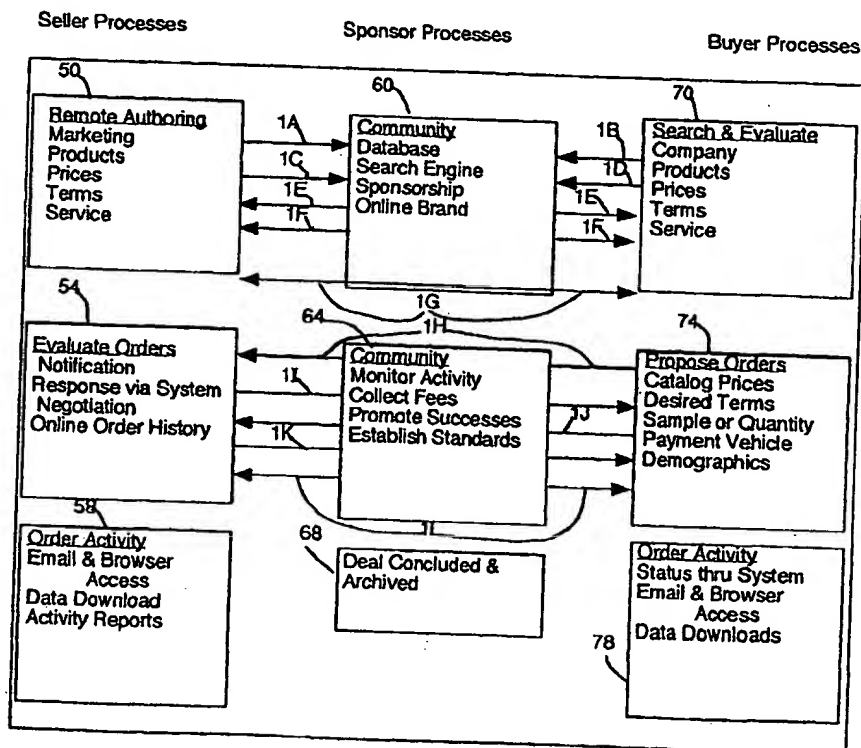 Seller Processes
Sponsor Processes
Buyer Processes
50
Remote Authoring
Marketing
Products
Prices
Terms
Service
1A
1C
1E
1F
60
Community
Database
Search Engine
Sponsorship
Online Brand
1B
1D
1E
1F
70
Search & Evaluate
Company
Products
Prices
Terms
Service
1G
1H
54
Evaluate Orders
Notification
Response via System
Negotiation
Online Order History
1I
1K
64
Community
Monitor Activity
Collect Fees
Promote Successes
Establish Standards
1J
74
Propose Orders
Catalog Prices
Desired Terms
Sample or Quantity
Payment Vehicle
Demographics
1L
58
Order Activity
Email & Browser
Access
Data Download
Activity Reports
68
Deal Concluded &
Archived
78
Order Activity
Status thru System
Email & Browser
Access
Data Downloads